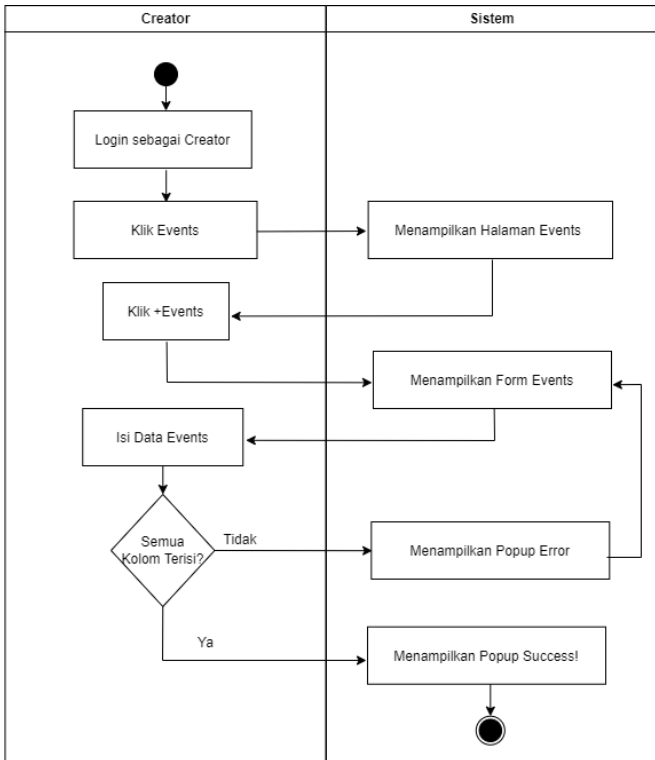 Creator
Sistem
Login sebagai Creator
Klik Events
Menampilkan Halaman Events
Klik +Events
Menampilkan Form Events
Isi Data Events
Semua
Kolom Terisi?
Tidak
Menampilkan Popup Error
Ya
Menampilkan Popup Success!